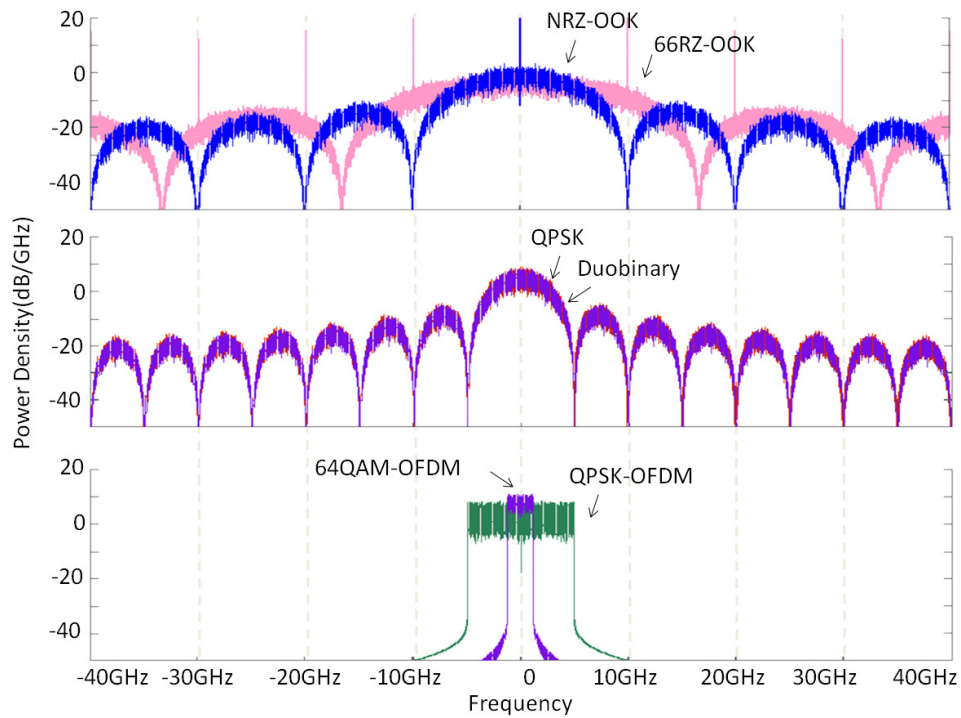 NRZ-OOK
66RZ-OOK
20
0
-20
-40
QPSK
Duobinary
20
0
-20
-40
Power Density(dB/GHz)
64QAM-OFDM
QPSK-OFDM
20
0
-20
-40
-40GHz -30GHz -20GHz -10GHz 0 10GHz 20GHz 30GHz 40GHz
Frequency